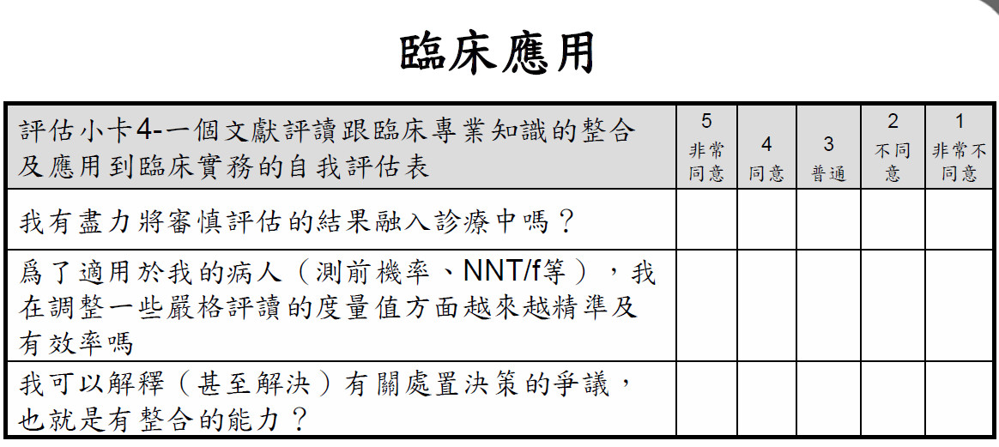 臨床應用
評估小卡4-一個文獻評讀跟臨床專業知識的整合
及應用到臨床實務的自我評估表
5
非常
同意
4
同意
3
普通
2
不同
意
1
非常不
同意
我有盡力將審慎評估的結果融入診療中嗎？
爲了適用於我的病人（測前機率、NNT/f等），我
在調整一些嚴格評讀的度量值方面越來越精準及
有效率嗎
我可以解釋（甚至解決）有關處置決策的爭議，
也就是有整合的能力？